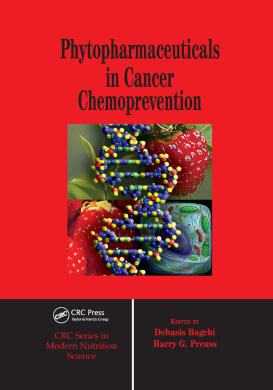 Phytopharmaceuticals
in Cancer
Chemoprevention
CRC Press
Taylor & Francis Group
CRC Series in
Modern Nutrition
Science
EDITED BY
Debasis Bagchi
Harry G. Preuss